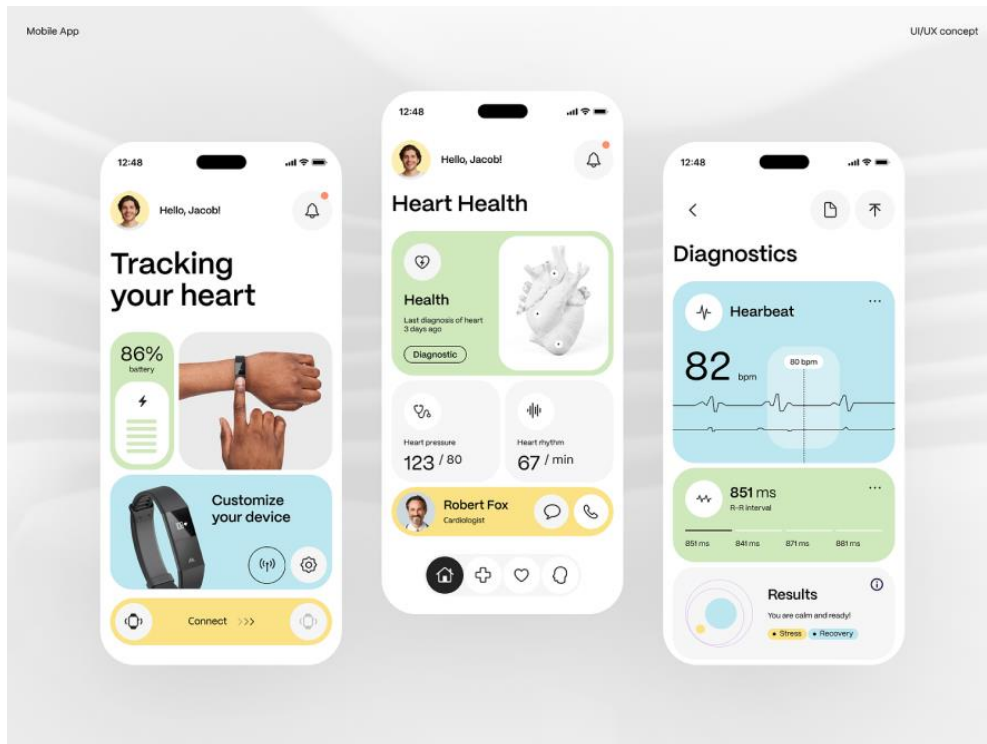 Mobile App
UI/UX concept
12:48
Hello, Jacob!
Tracking
your heart
86%
battery
Customize
your device
Connect >>>
12:48
Hello, Jacob!
Heart Health
Health
Last diagnosis of heart
3 days ago
Diagnostic
Heart pressure
123 / 80
Heart rhythm
67 / min
Robert Fox
Cardiologist
12:48
Diagnostics
Hearbeat
82 bpm
80 bpm
851 ms
R-R interval
851 ms 841 ms 871 ms 881 ms
Results
You are calm and ready!
• Stress • Recovery